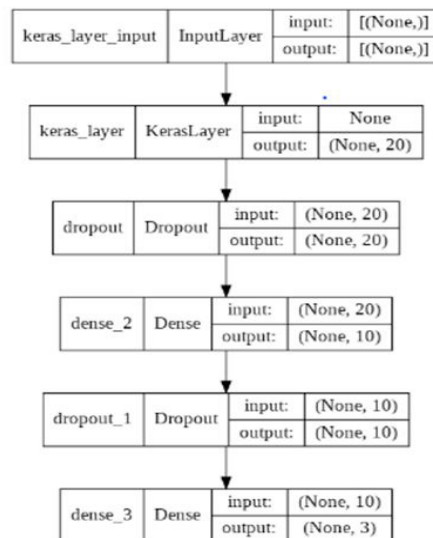 keras_layer_input InputLayer input: [(None,)]
output: [(None,)]
keras_layer KerasLayer input: None
output: (None, 20)
dropout Dropout input: (None, 20)
output: (None, 20)
dense_2 Dense input: (None, 20)
output: (None, 10)
dropout_1 Dropout input: (None, 10)
output: (None, 10)
dense_3 Dense input: (None, 10)
output: (None, 3)